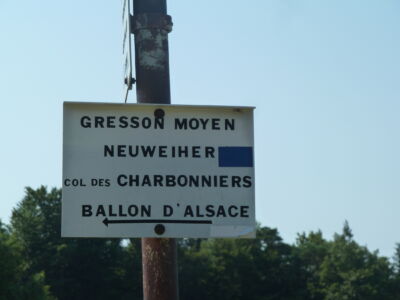 GRESSON MOYEN
NEUWEIHER
COL DES CHARBONNIERS
BALLON D'ALSACE